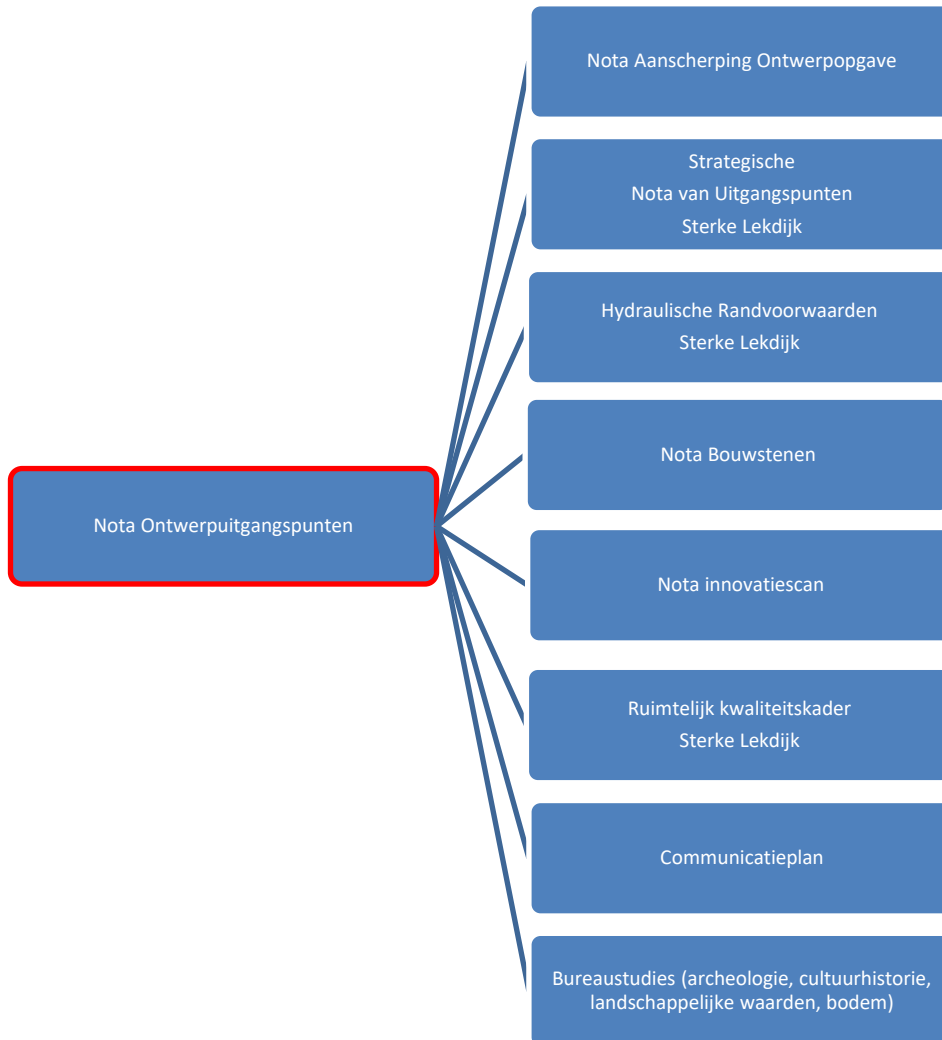 Nota Aanscherping Ontwerpopgave
Strategische
Nota van Uitgangspunten
Sterke Lekdijk
Hydraulische Randvoorwaarden
Sterke Lekdijk
Nota Bouwstenen
Nota Ontwerpuitgangspunten
Nota innovatiescan
Ruimtelijk kwaliteitskader
Sterke Lekdijk
Communicatieplan
Bureaustudies (archeologie, cultuurhistorie,
landschappelijke waarden, bodem)